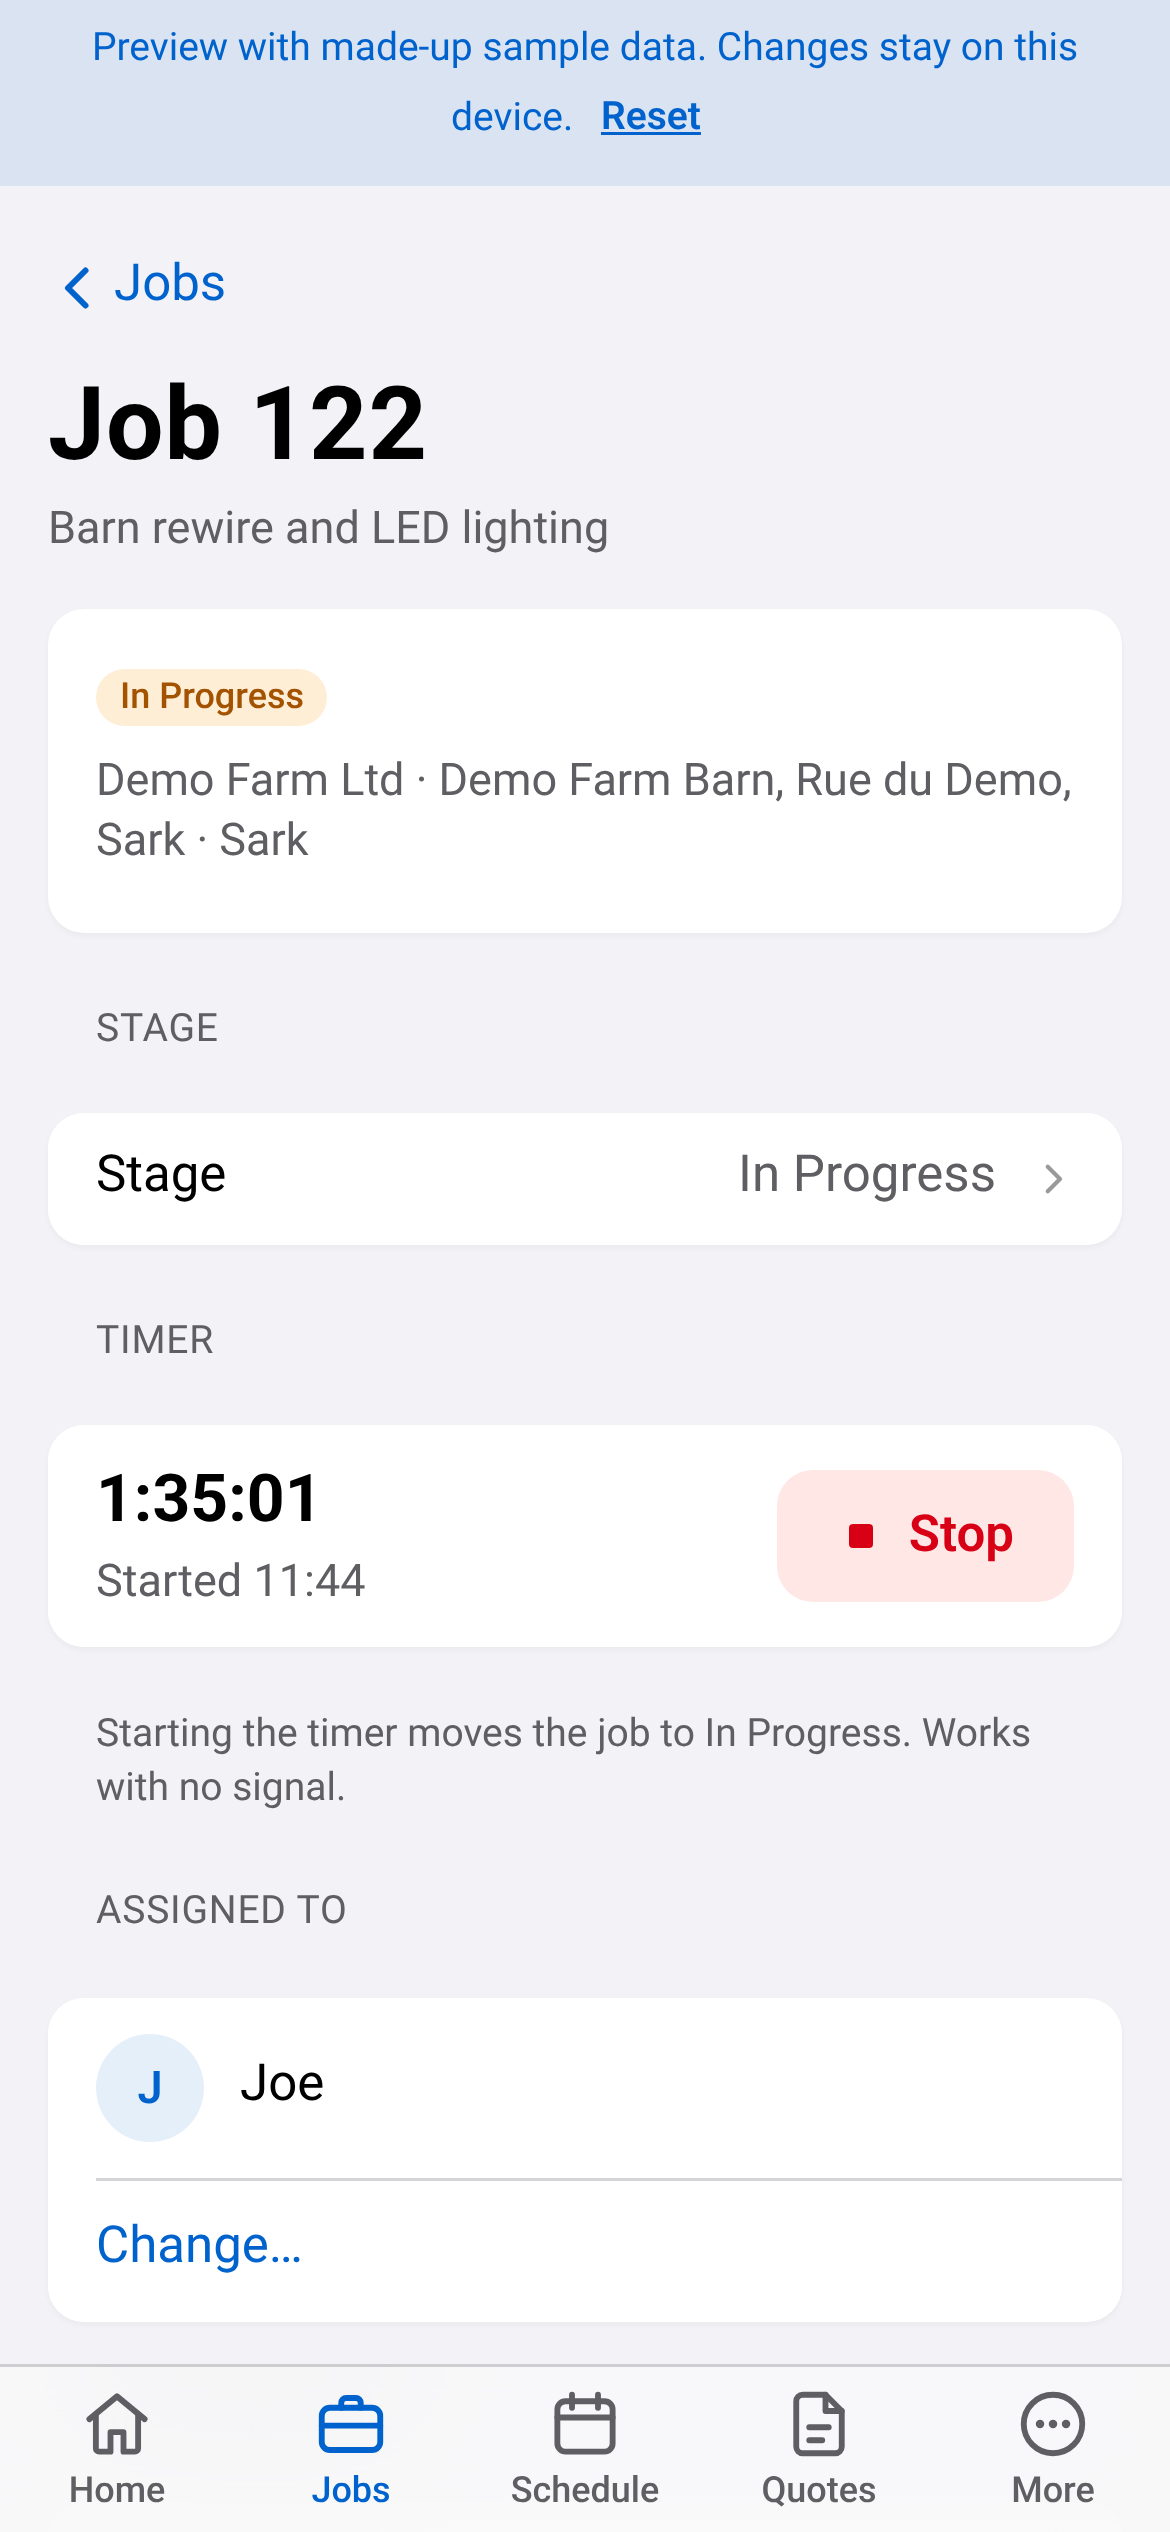 Preview with made-up sample data. Changes stay on this
device. Reset
Jobs
Job 122
Barn rewire and LED lighting
In Progress
Demo Farm Ltd · Demo Farm Barn, Rue du Demo,
Sark · Sark
STAGE
Stage In Progress
TIMER
1:35:01
Started 11:44
Stop
Starting the timer moves the job to In Progress. Works
with no signal.
ASSIGNED TO
J Joe
Change...
Home Jobs Schedule Quotes More